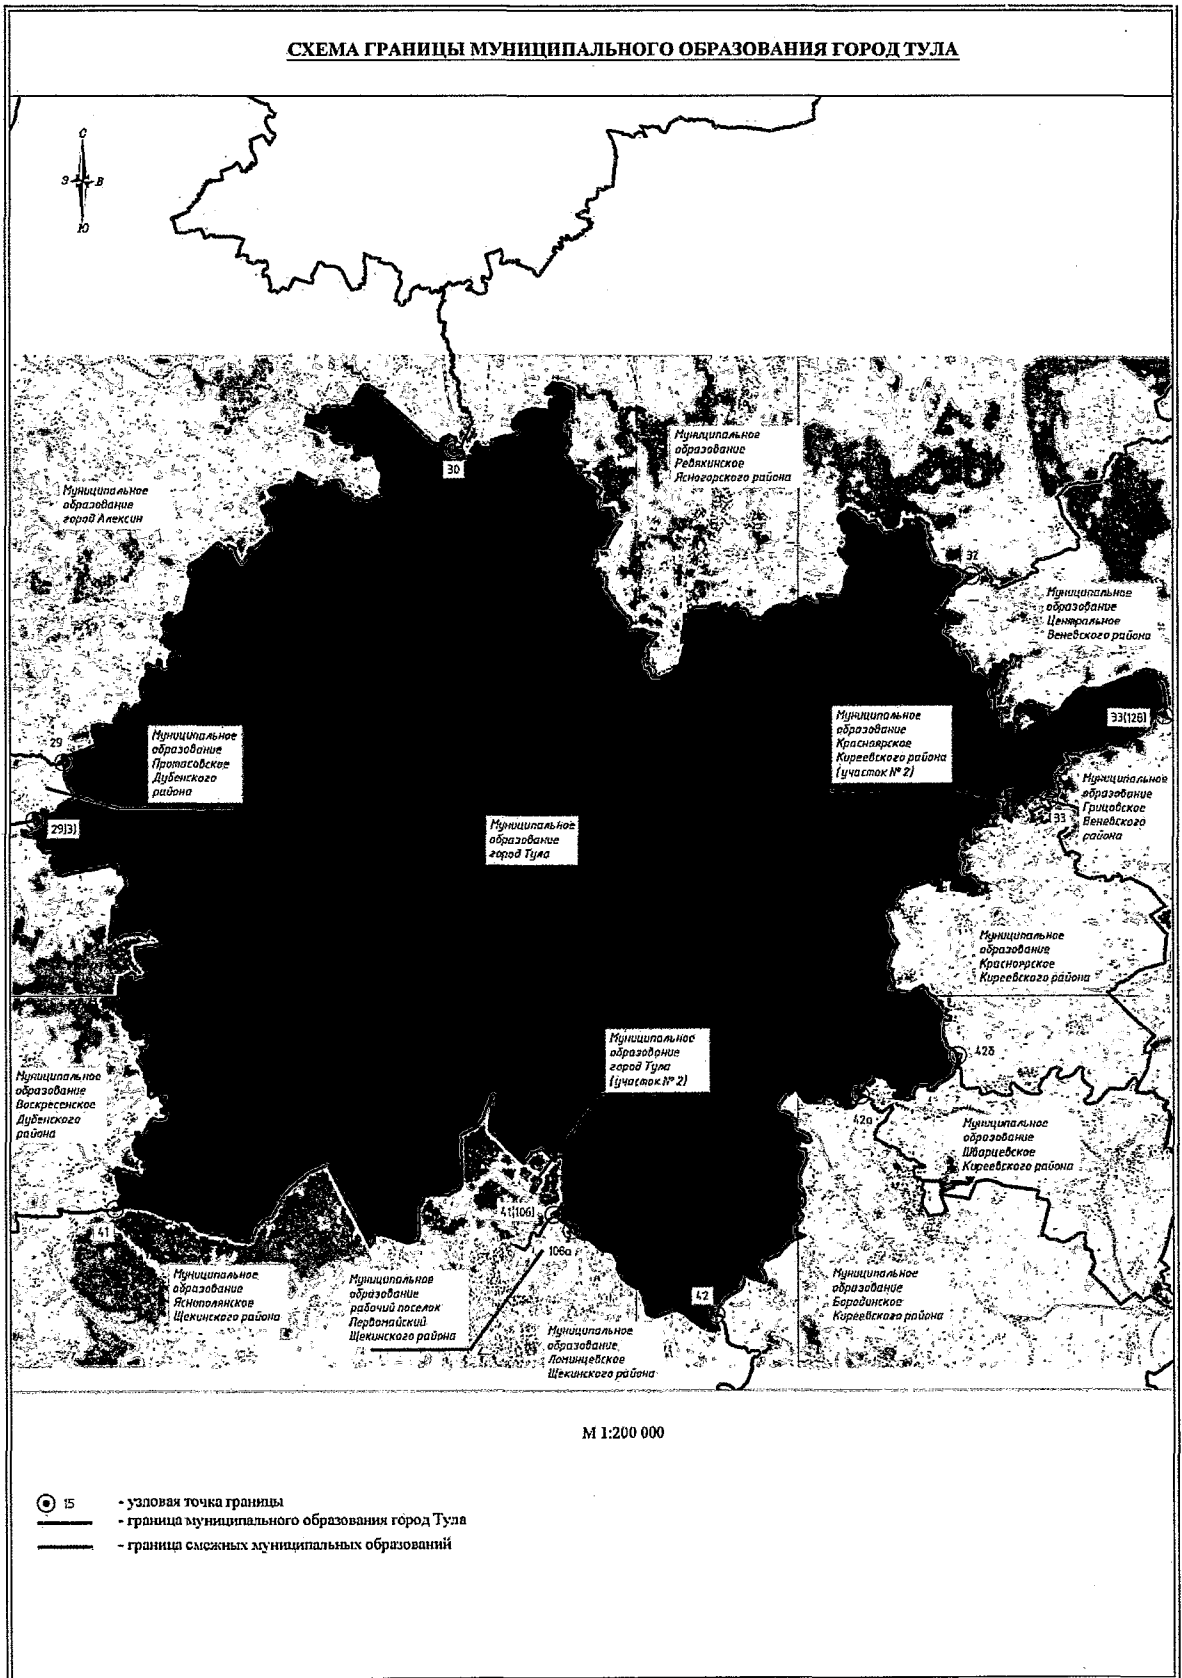 СХЕМА ГРАНИЦЫ МУНИЦИПАЛЬНОГО ОБРАЗОВАНИЯ ГОРОД ТУЛА
С
З
В
Ю
30
Муниципальное
образование
Ревякинское
Ясногорского района
Муниципальное
образование
город Алексин
32
Муниципальное
образование
Центральное
Веневского района
29
Муниципальное
образование
Протасовское
Дубенского
района
Муниципальное
образование
Красноярское
Киреевского района
(участок № 2)
33(128)
Муниципальное
образование
Грицовское
Веневского
района
33
29(3)
Муниципальное
образование
город Тула
Муниципальное
образование
Красноярское
Киреевского района
Муниципальное
образование
город Тула
(участок № 2)
42б
Муниципальное
образование
Воскресенское
Дубенского
района
42а
Муниципальное
образование
Шварцевское
Киреевского района
41
41(106)
106а
Муниципальное
образование
Яснополянское
Щекинского района
Муниципальное
образование
рабочий поселок
Первомайский
Щекинского района
42
Муниципальное
образование
Ломинцевское
Щекинского района
Муниципальное
образование
Бородинское
Киреевского района
М 1:200 000
15 - узловая точка границы
- граница муниципального образования город Тула
- граница смежных муниципальных образований